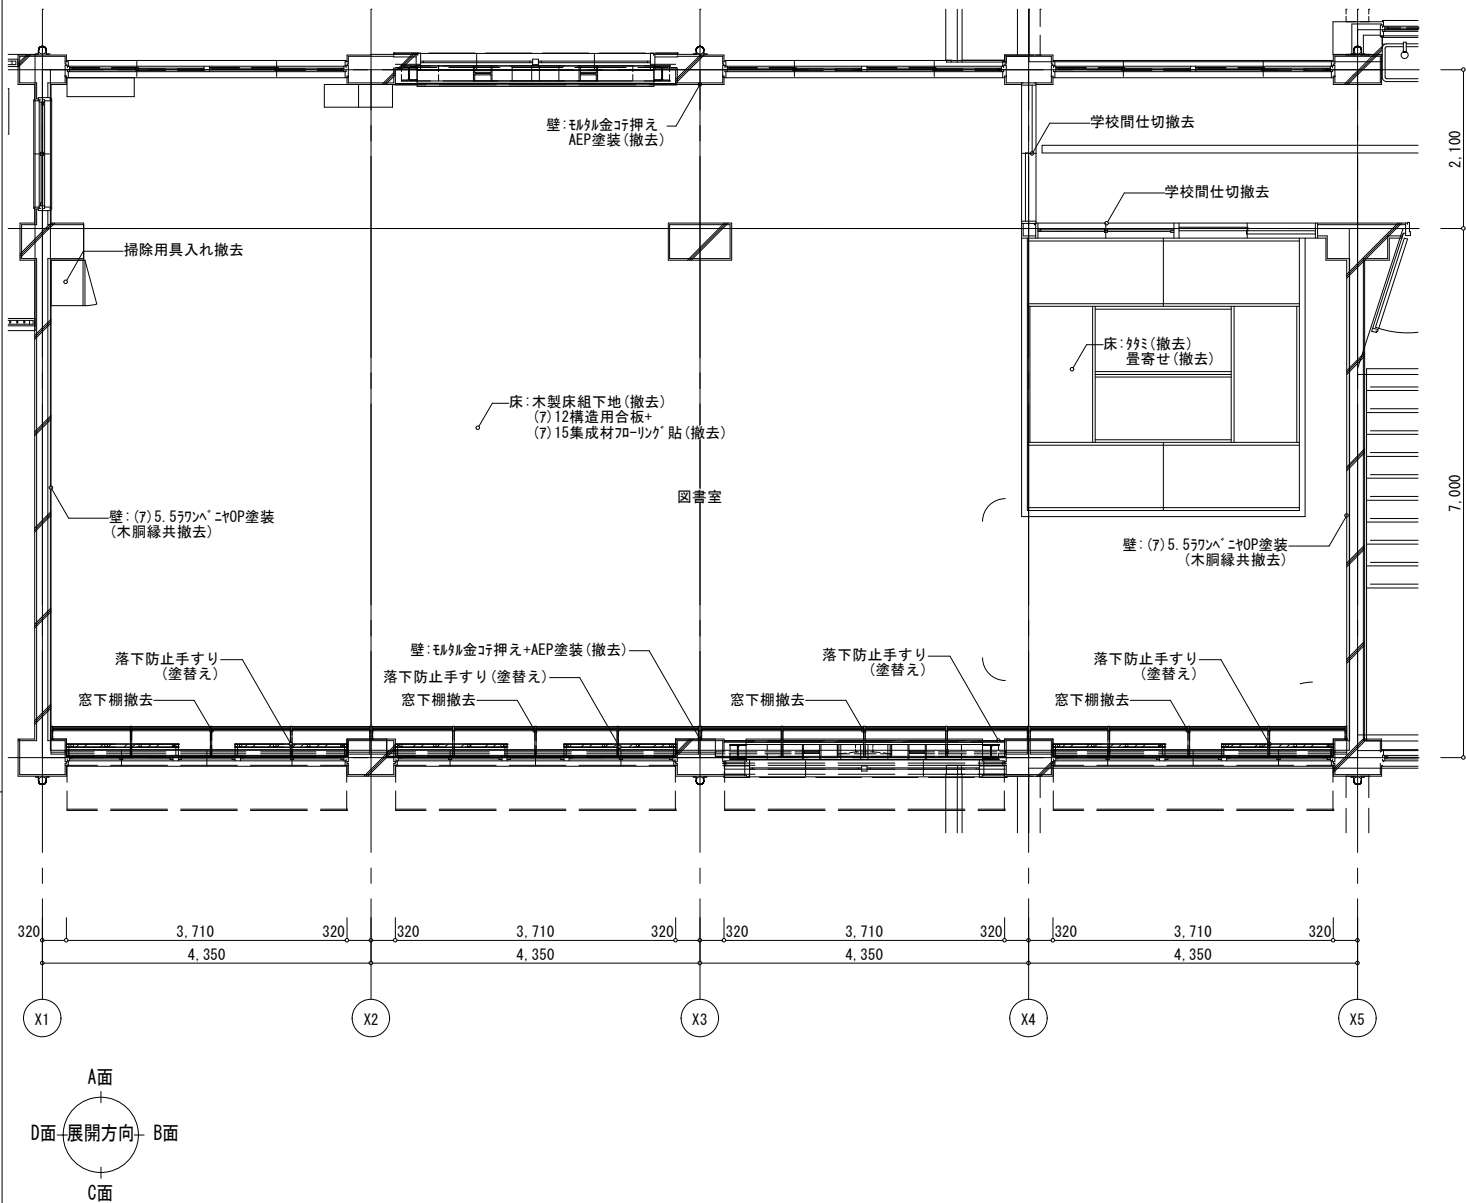 壁:ﾓﾙﾀﾙ金ｺﾃ押え
AEP塗装(撤去)
学校間仕切撤去
2,100
学校間仕切撤去
掃除用具入れ撤去
床:ﾀﾀﾐ(撤去)
畳寄せ(撤去)
床:木製床組下地(撤去)
(ｱ)12構造用合板+
(ｱ)15集成材ﾌﾛｰﾘﾝｸﾞ貼(撤去)
図書室
7,000
壁:(ｱ)5.5ﾗﾜﾝﾍﾞﾆﾔOP塗装
(木胴縁共撤去)
壁:(ｱ)5.5ﾗﾜﾝﾍﾞﾆﾔOP塗装
(木胴縁共撤去)
落下防止手すり
(塗替え)
壁:ﾓﾙﾀﾙ金ｺﾃ押え+AEP塗装(撤去)
落下防止手すり(塗替え)
落下防止手すり
(塗替え)
落下防止手すり
(塗替え)
窓下棚撤去
窓下棚撤去
窓下棚撤去
窓下棚撤去
320 3,710 320 320 3,710 320 320 3,710 320 320 3,710 320
4,350 4,350 4,350 4,350
X1 X2 X3 X4 X5
A面
D面 展開方向 B面
C面